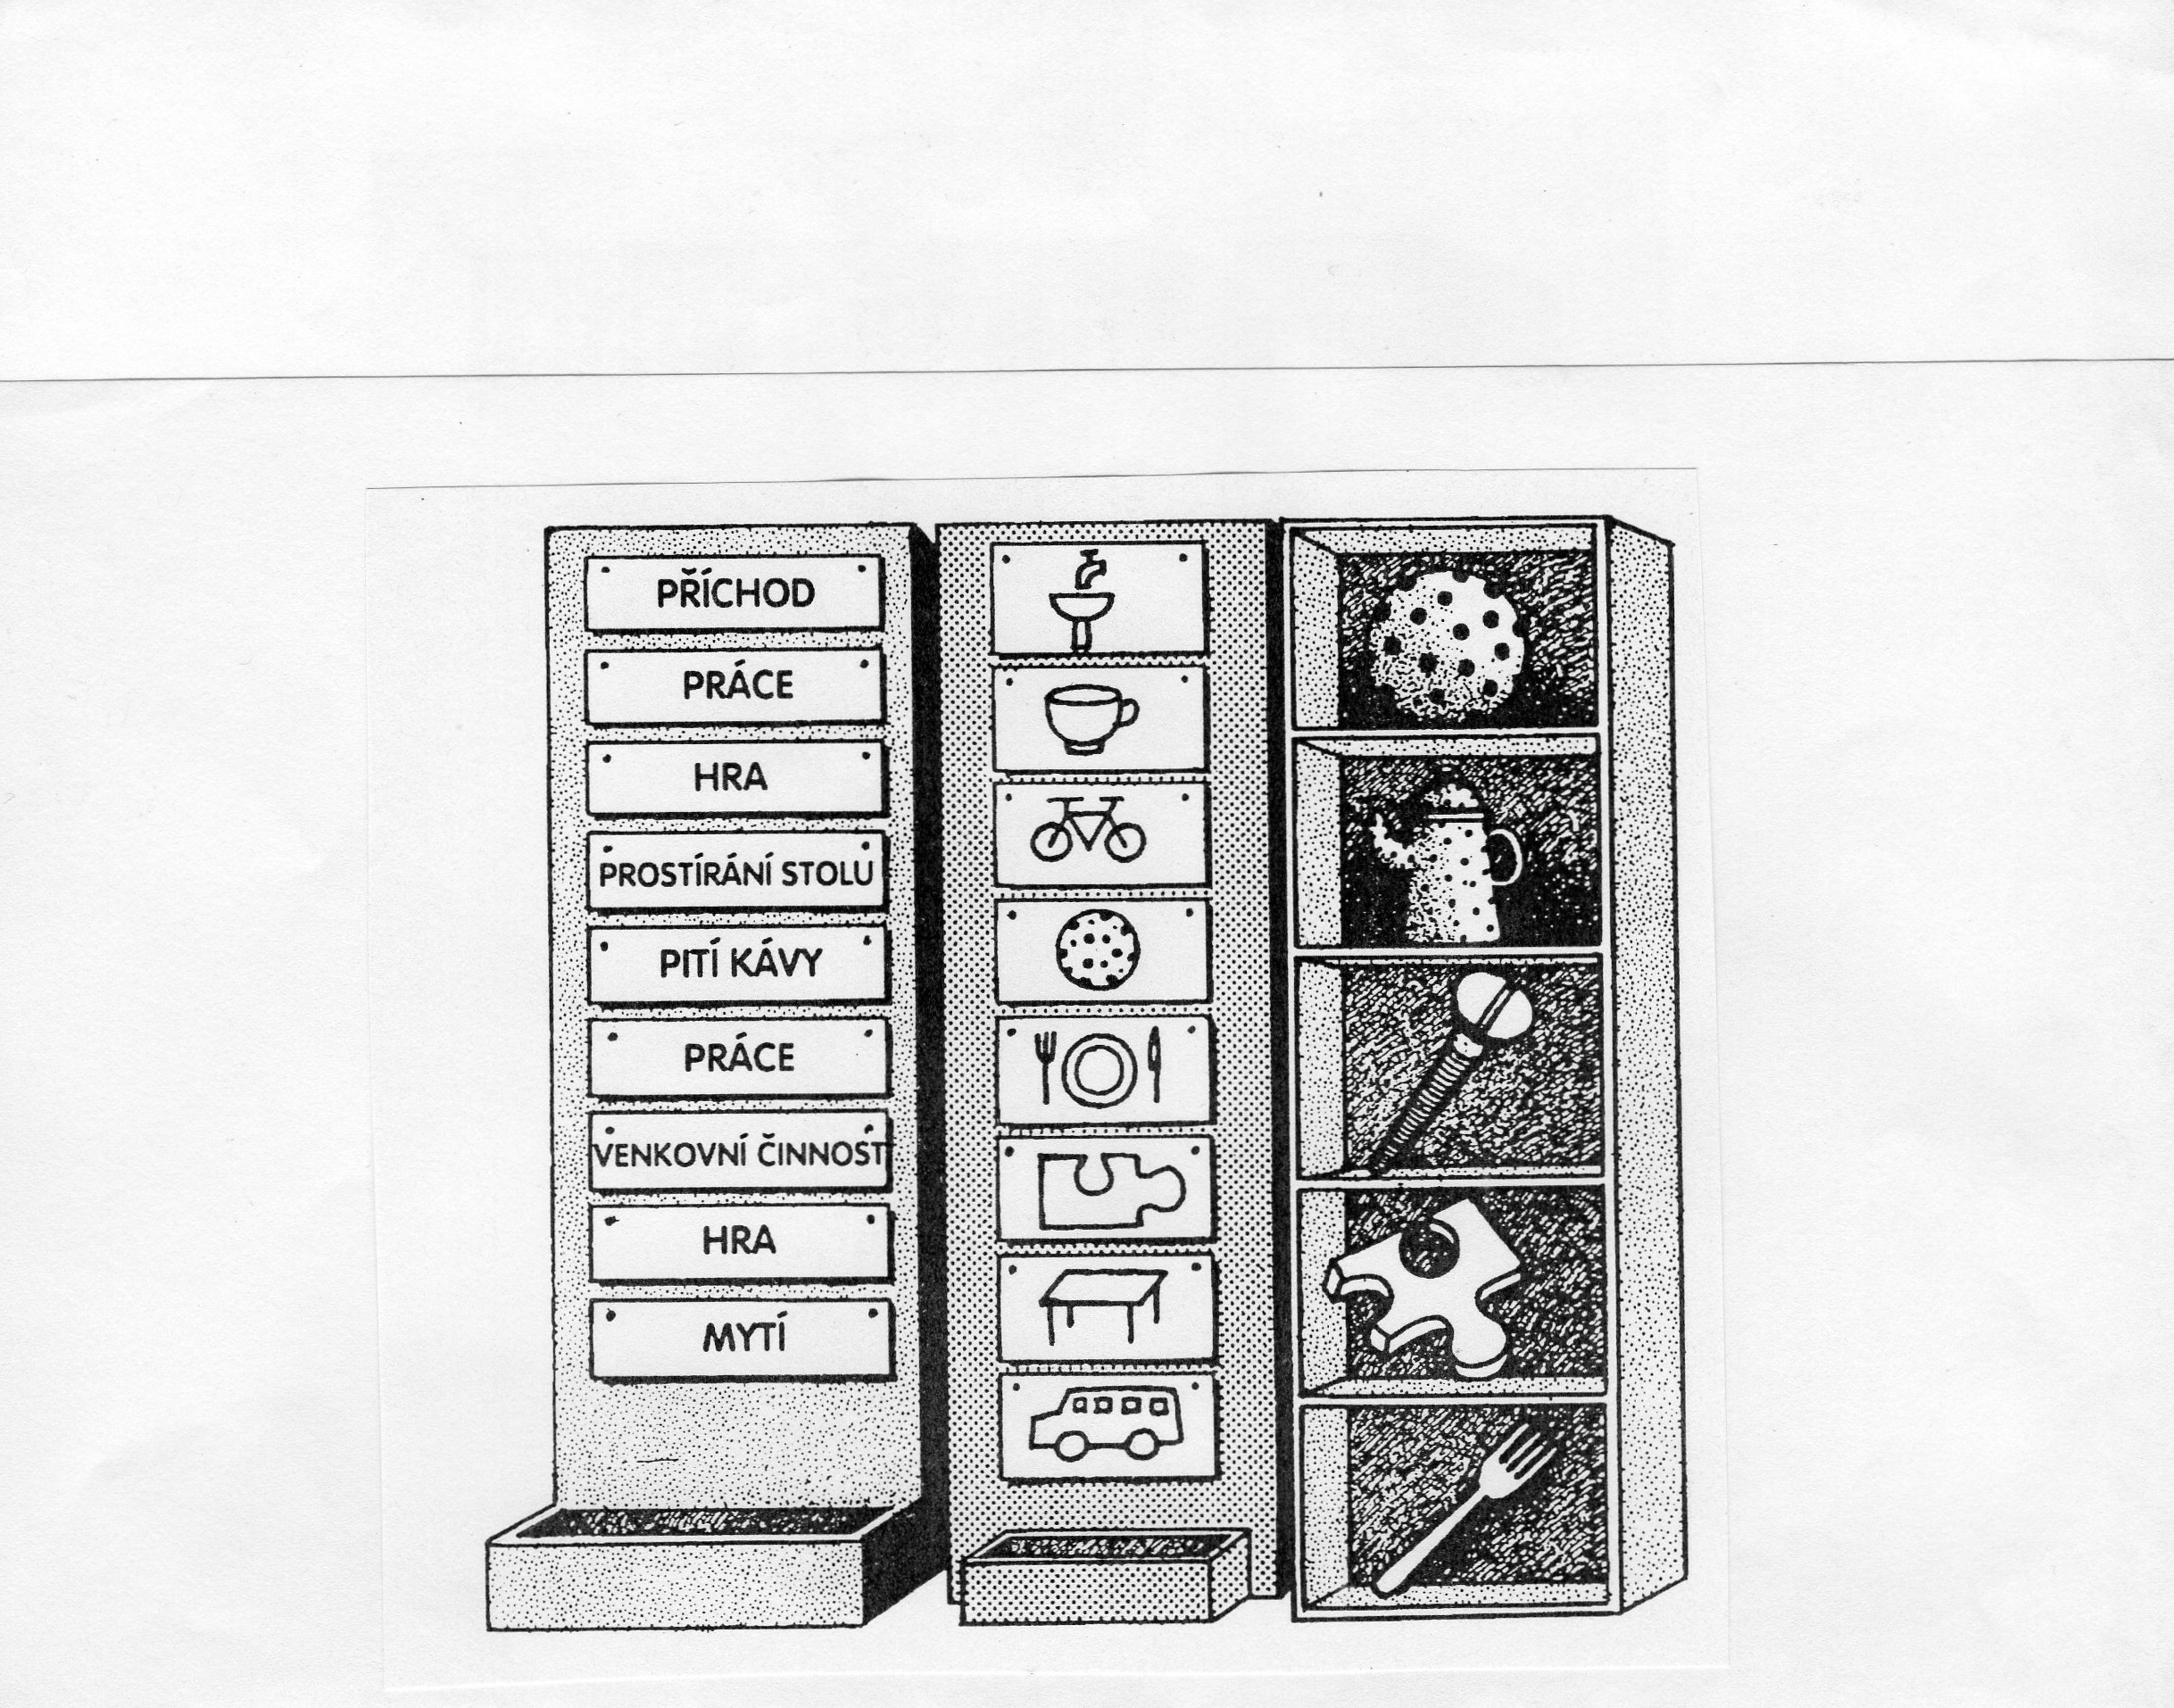 PŘÍCHOD
PRÁCE
HRA
PROSTÍRÁNÍ STOLU
PITÍ KÁVY
PRÁCE
VENKOVNÍ ČINNOST
HRA
MYTÍ